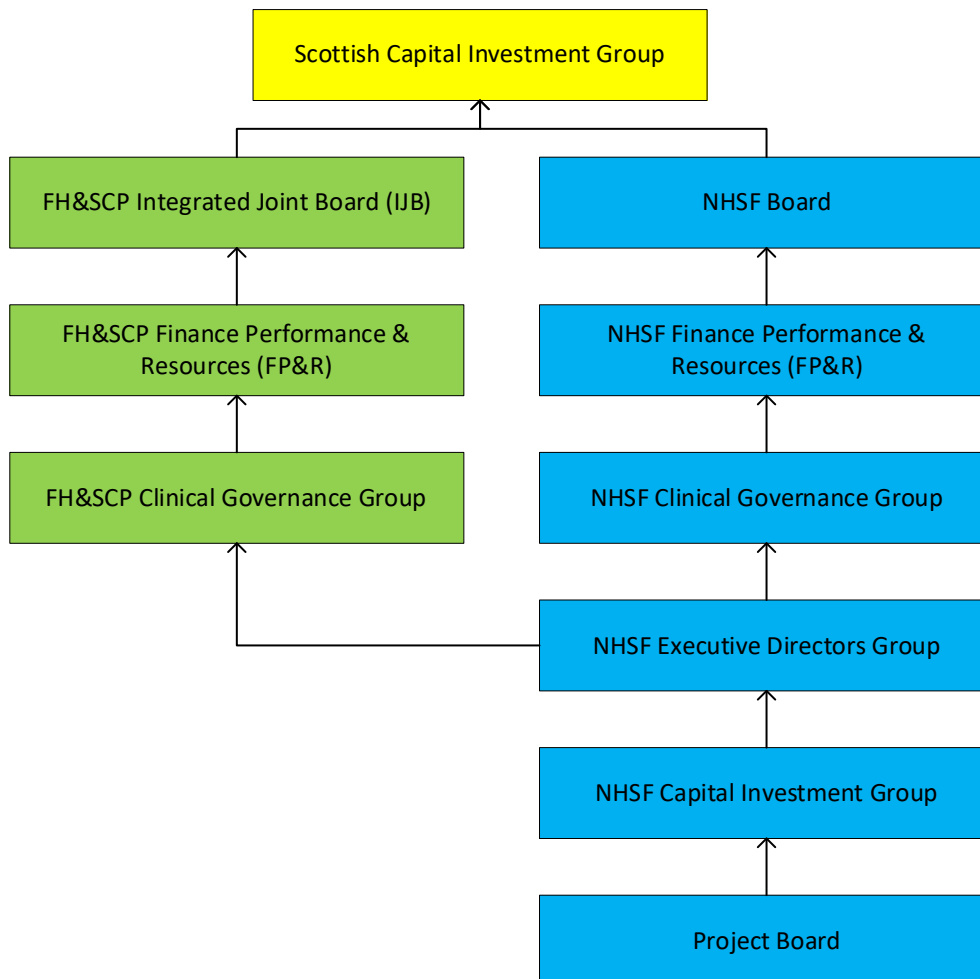 Scottish Capital Investment Group
FH&SCP Integrated Joint Board (IJB)
NHSF Board
FH&SCP Finance Performance &
Resources (FP&R)
NHSF Finance Performance &
Resources (FP&R)
FH&SCP Clinical Governance Group
NHSF Clinical Governance Group
NHSF Executive Directors Group
NHSF Capital Investment Group
Project Board